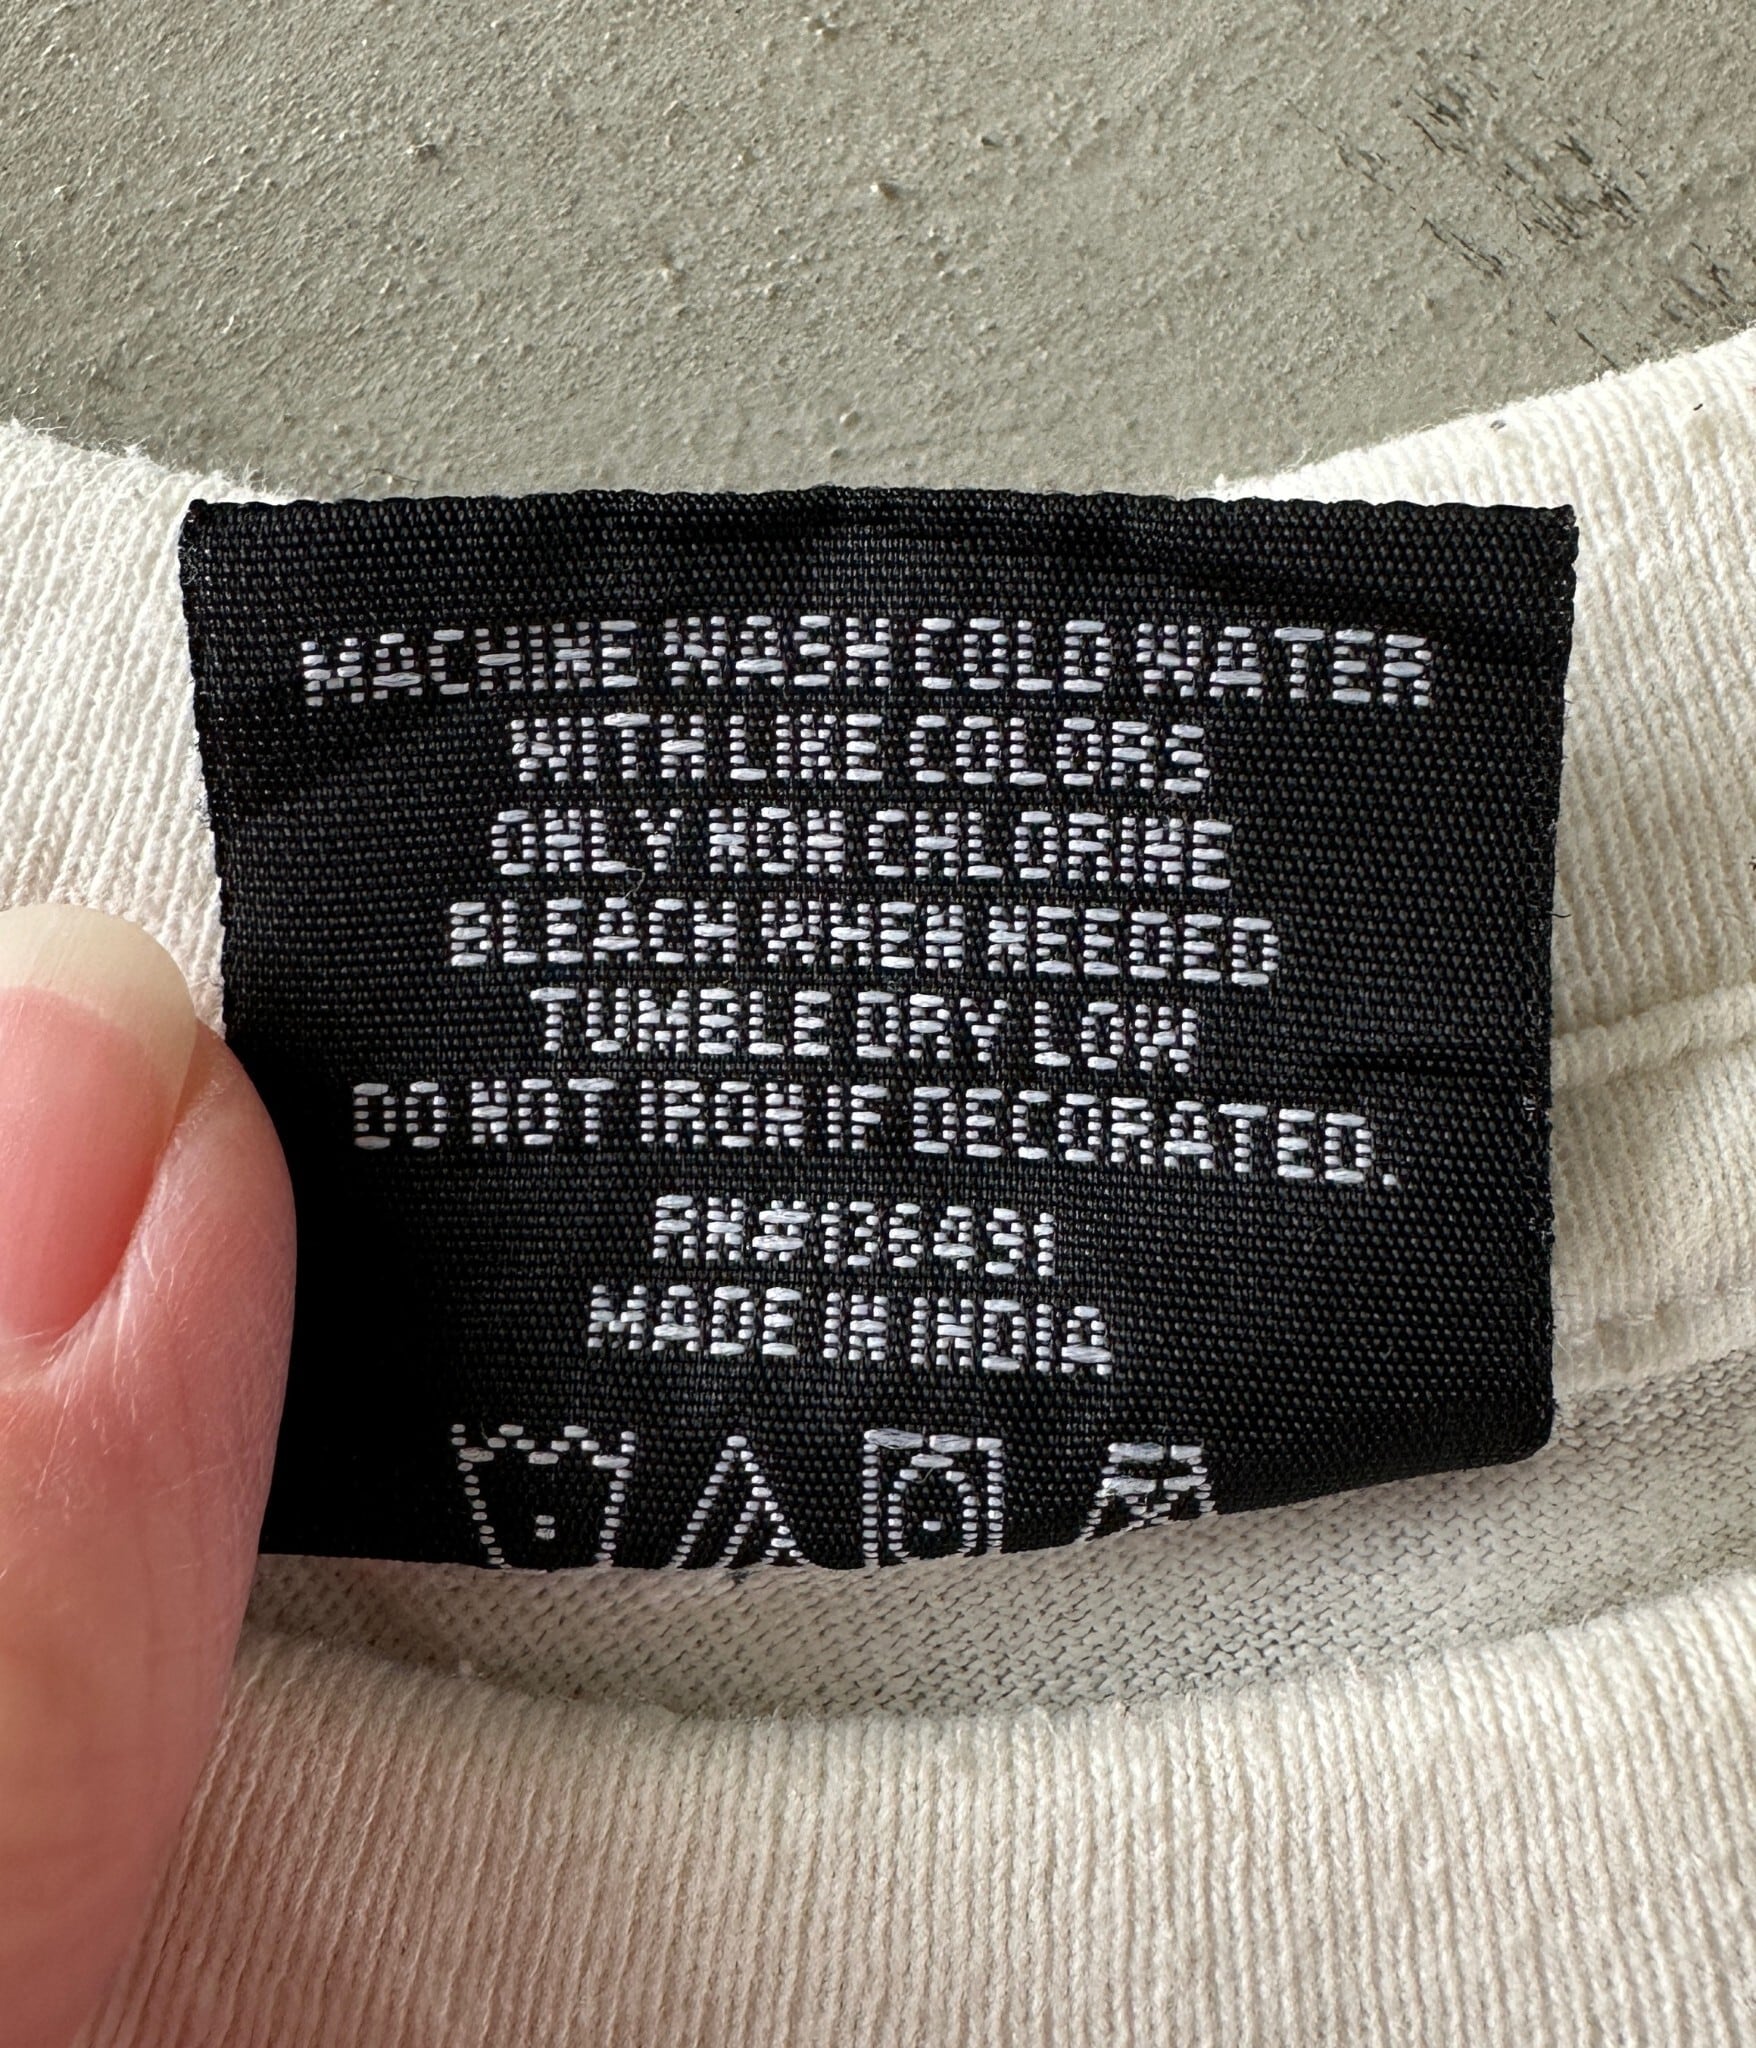 MACHINE WASH COLD WATER
WITH LIKE COLORS
ONLY NON CHLORINE
BLEACH WHEN NEEDED
TUMBLE DRY LOW
DO NOT IRON IF DECORATED.
RN#136491
MADE IN INDIA